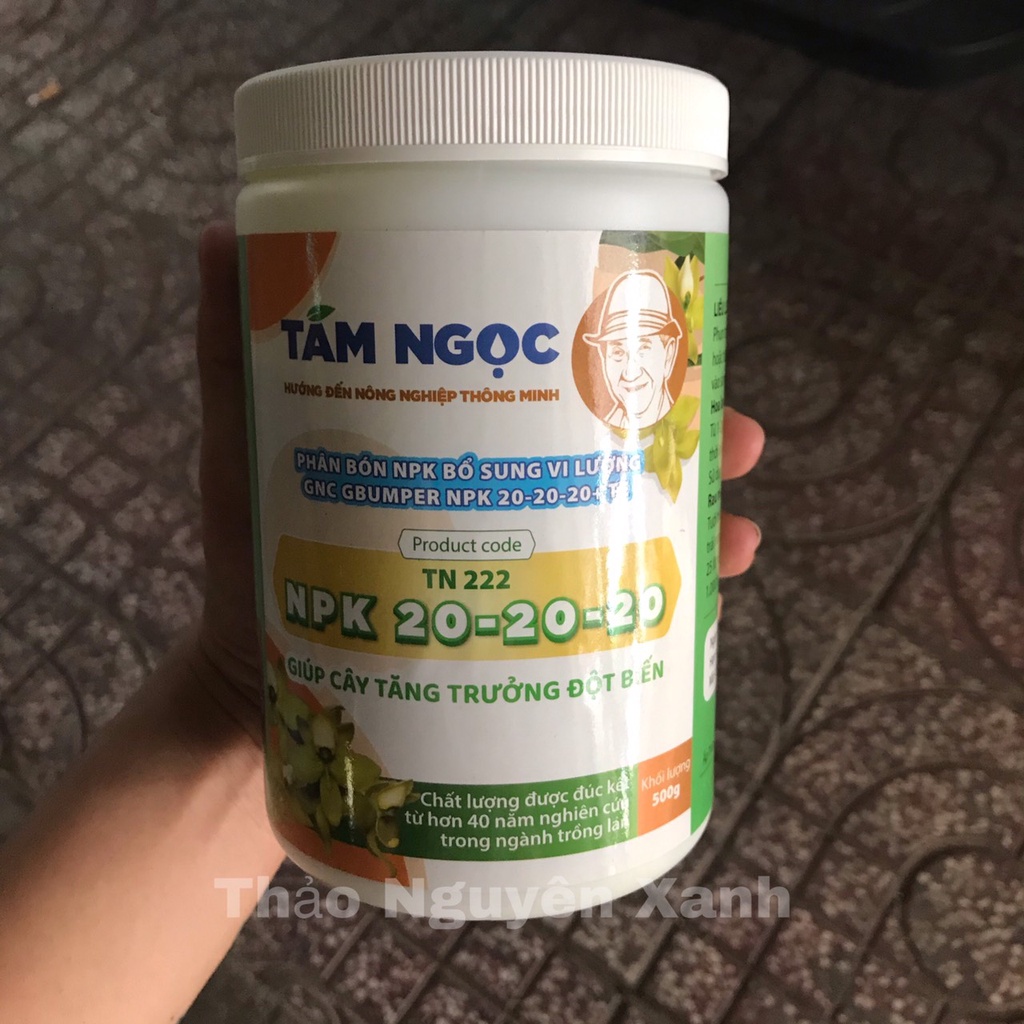 TÁM NGỌC
HƯỚNG ĐẾN NÔNG NGHIỆP THÔNG MINH
PHÂN BÓN NPK BỔ SUNG VI LƯỢNG
GNC GBUMPER NPK 20-20-20+T
Product code
TN 222
NPK 20-20-20
GIÚP CÂY TĂNG TRƯỞNG ĐỘT BIẾN
Chất lượng được đúc kết
từ hơn 40 năm nghiên cứu
trong ngành trồng lan
Khối lượng
500g
Thảo Nguyên Xanh